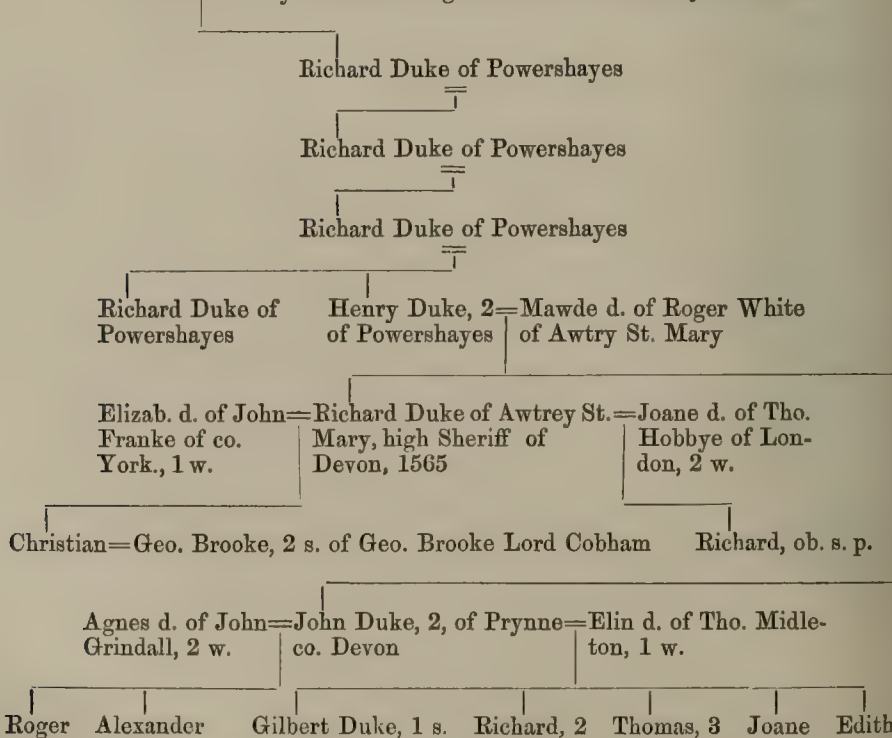 Richard Duke of Powershayes
Richard Duke of Powershayes
Richard Duke of Powershayes
Richard Duke of Powershayes
Henry Duke, 2=Mawde d. of Roger White of Powershayes of Awtry St. Mary
Elizab. d. of John=Richard Duke of Awtrey St.=Joane d. of Tho.
Franke of co. Mary, high Sheriff of Hobbye of Lon-
York., 1 w. Devon, 1565 don, 2 w.
Christian=Geo. Brooke, 2 s. of Geo. Brooke Lord Cobham Richard, ob. s. p.
Agnes d. of John=John Duke, 2, of Prynne=Elin d. of Tho. Midle-
Grindall, 2 w. co. Devon ton, 1 w.
Roger Alexander Gilbert Duke, 1 s. Richard, 2 Thomas, 3 Joane Edith